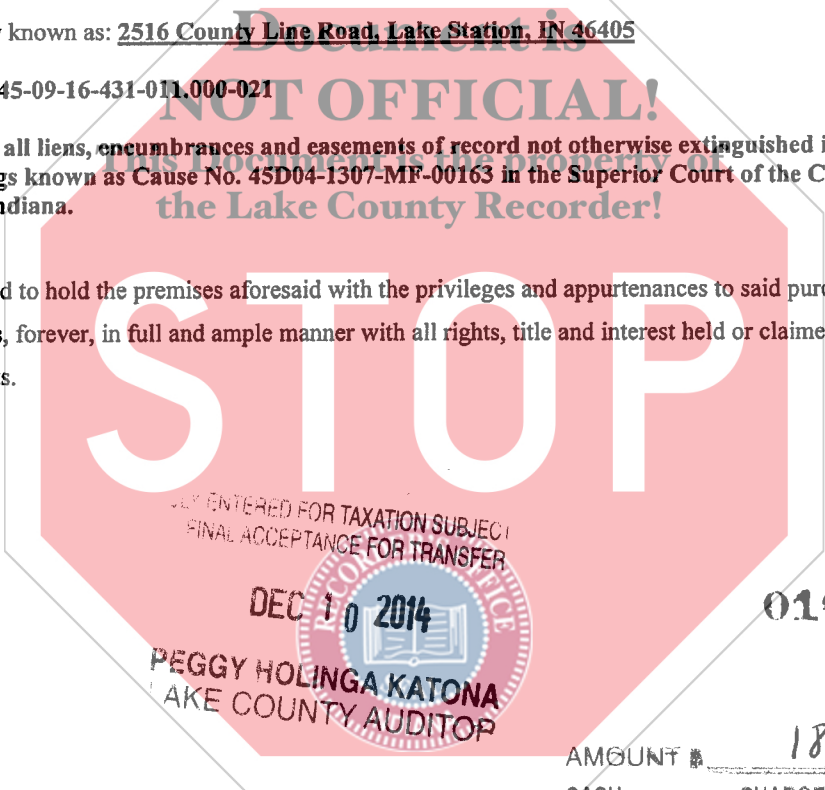 known as: 2516 County Line Road, Lake Station, IN 46405
Document is
45-09-16-431-011.000-021
NOT OFFICIAL!
all liens, encumbrances and easements of record not otherwise extinguished
This Document is the property of
gs known as Cause No. 45D04-1307-MF-00163 in the Superior Court of the C
ndiana.
the Lake County Recorder!
d to hold the premises aforesaid with the privileges and appurtenances to said pur
s, forever, in full and ample manner with all rights, title and interest held or claime
s.
STOP
ENTERED FOR TAXATION SUBJECT
FINAL ACCEPTANCE FOR TRANSFER
RECORDER'S OFFICE
DEC 10 2014
01
PEGGY HOLINGA KATONA
LAKE COUNTY AUDITOR
AMOUNT $ 18